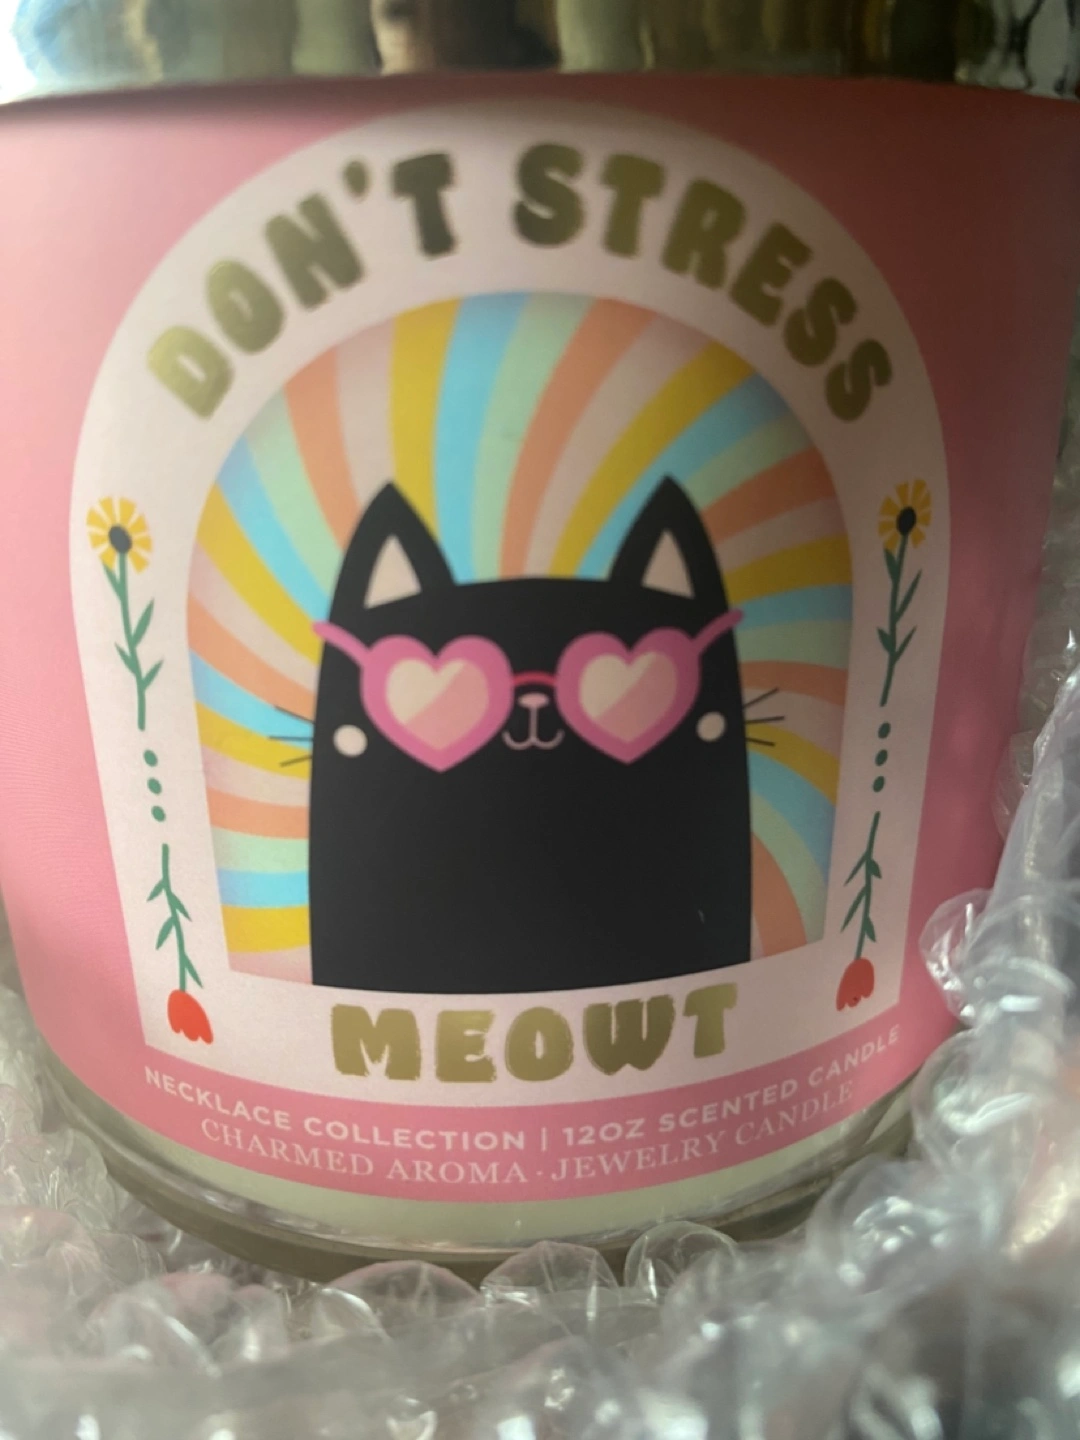 DON'T STRESS
MEOWT
NECKLACE COLLECTION | 12OZ SCENTED CANDLE
CHARMED AROMA · JEWELRY CANDLE